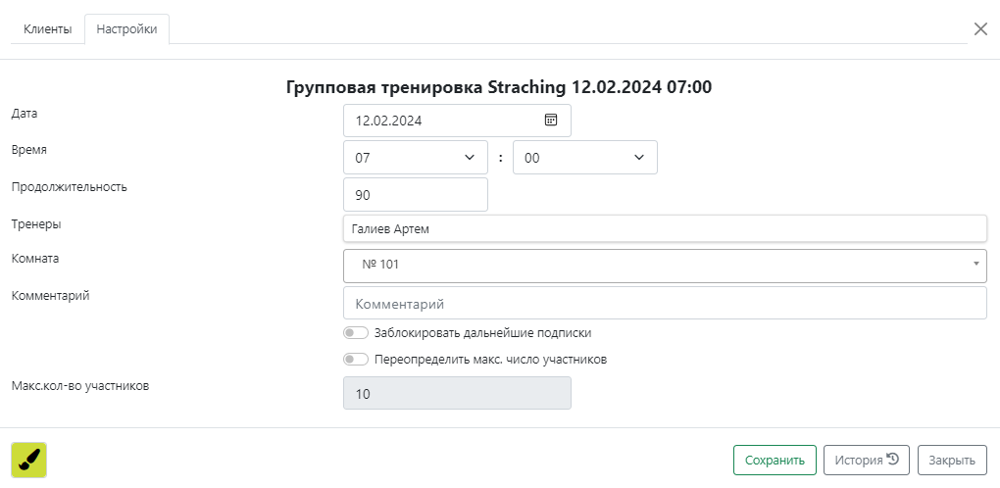 Клиенты
Настройки
Групповая тренировка Straching 12.02.2024 07:00
Дата
12.02.2024
Время
07 : 00
Продолжительность
90
Тренеры
Галиев Артем
Комната
№ 101
Комментарий
Комментарий
Заблокировать дальнейшие подписки
Переопределить макс. число участников
Макс.кол-во участников
10
Сохранить
История
Закрыть